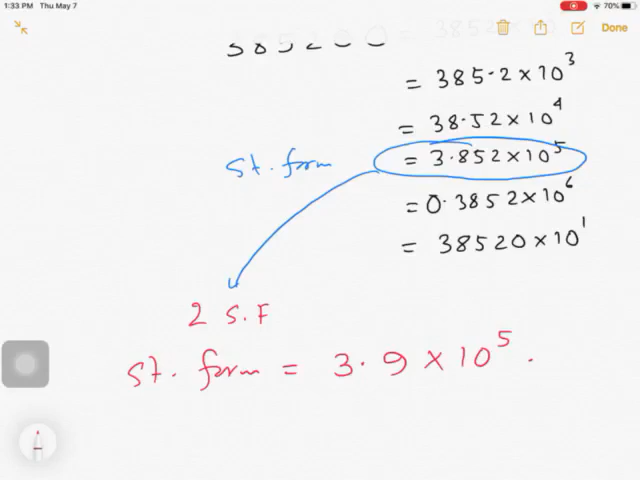 1:33 PM Thu May 7
70%
Done
385200
= 385.2 × 10³
= 38.52 × 10⁴
St. form = 3.852 × 10⁵
= 0.3852 × 10⁶
= 38520 × 10¹
2 S.F
St. form = 3.9 × 10⁵.